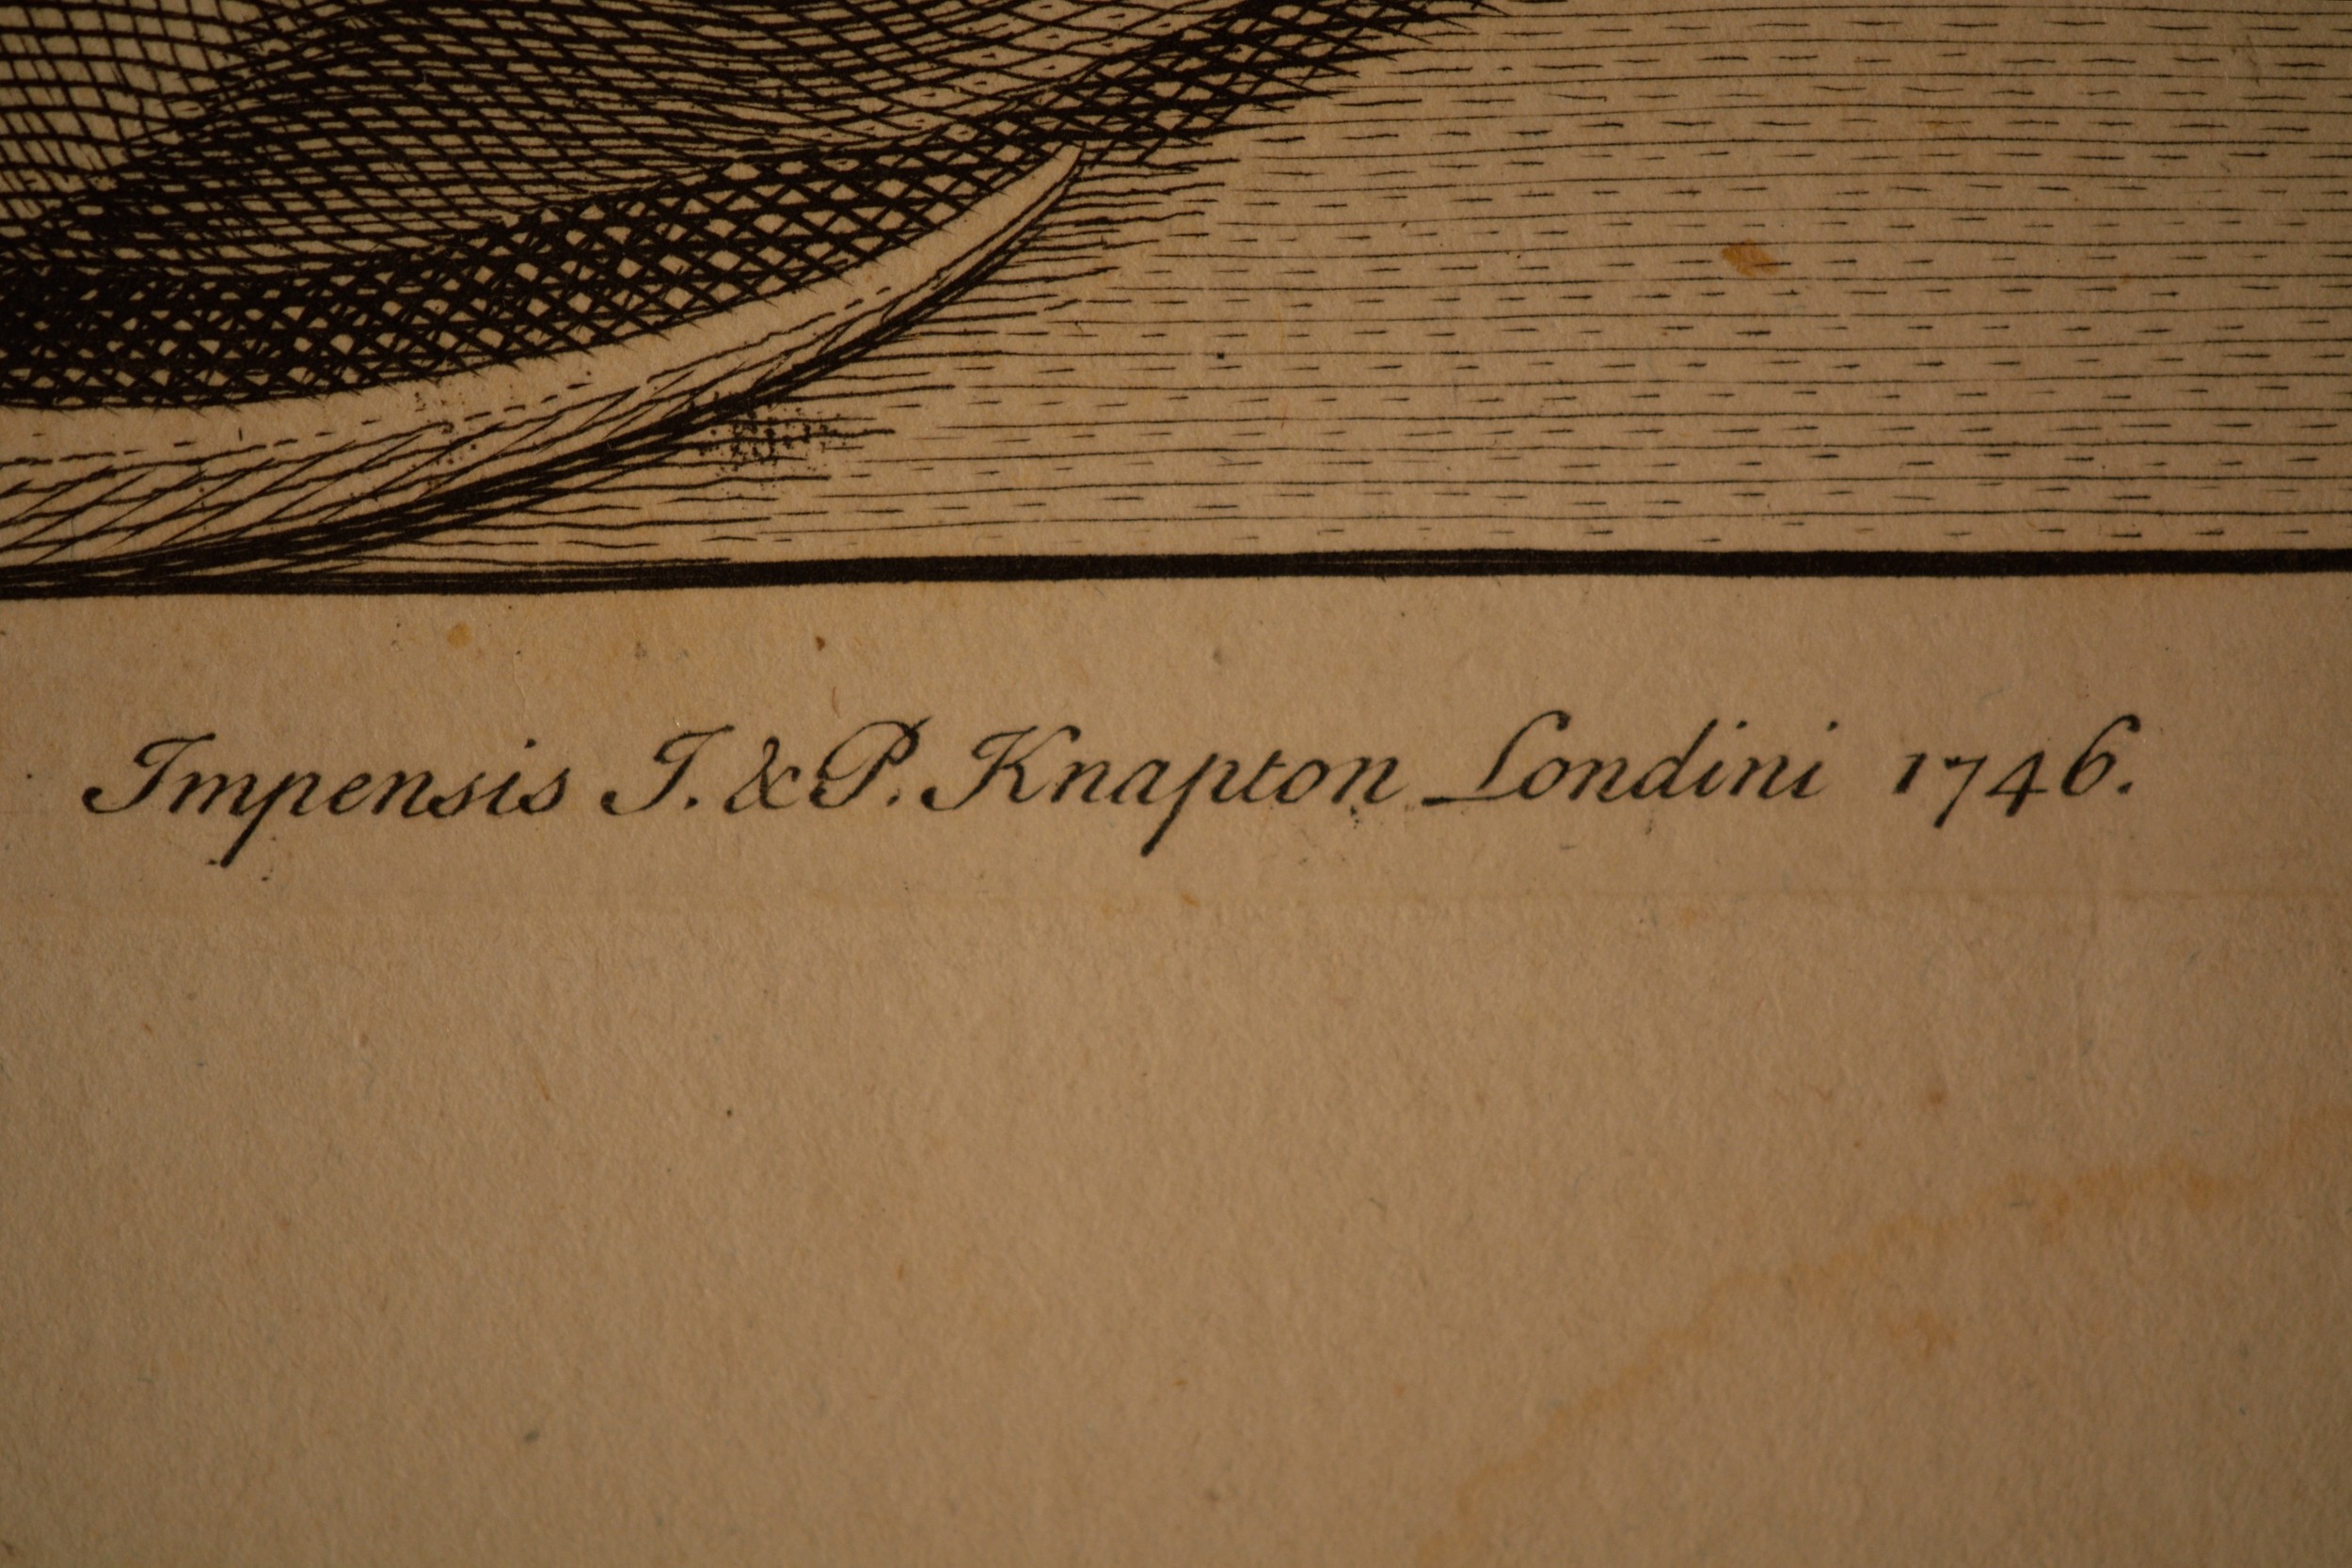 Impensis I. & P. Knapton Londini 1746.